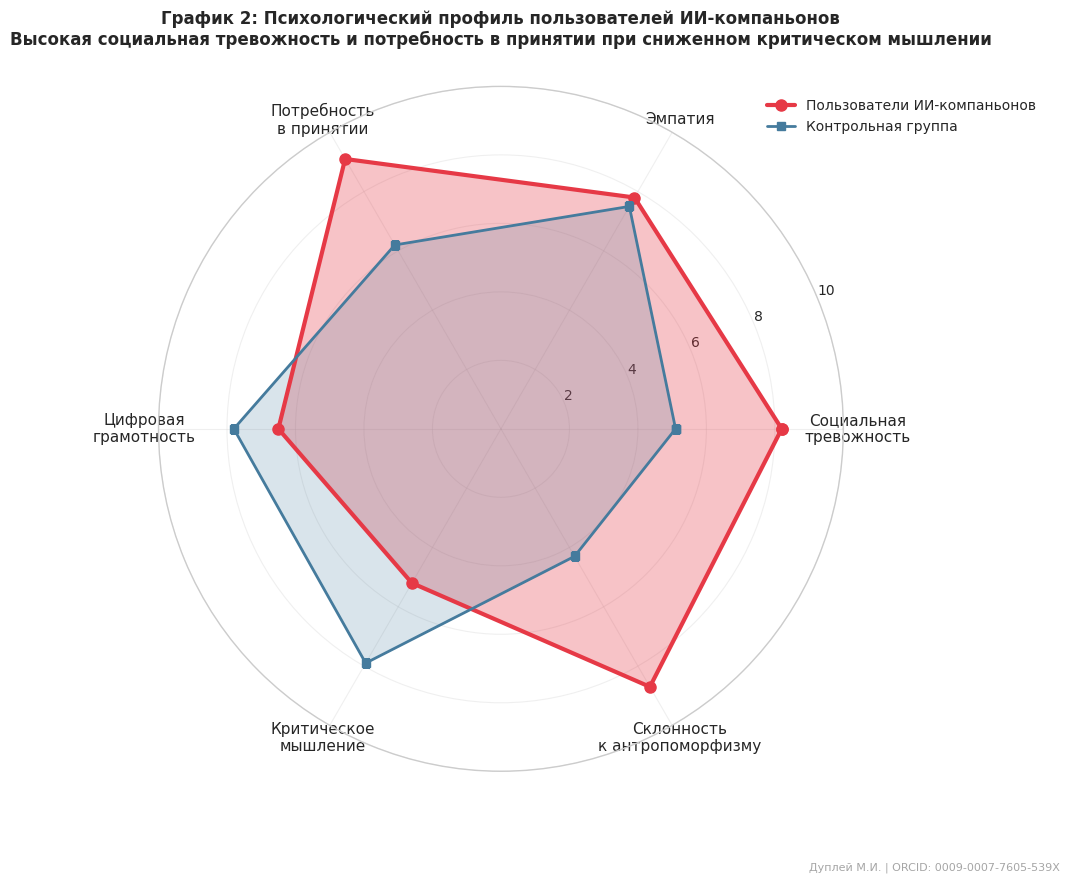 График 2: Психологический профиль пользователей ИИ-компаньонов
Высокая социальная тревожность и потребность в принятии при сниженном критическом мышлении
Пользователи ИИ-компаньонов
Контрольная группа
Потребность
в принятии
Эмпатия
10
8
6
4
2
Цифровая
грамотность
Социальная
тревожность
Критическое
мышление
Склонность
к антропоморфизму
Дуплей М.И. | ORCID: 0009-0007-7605-539X